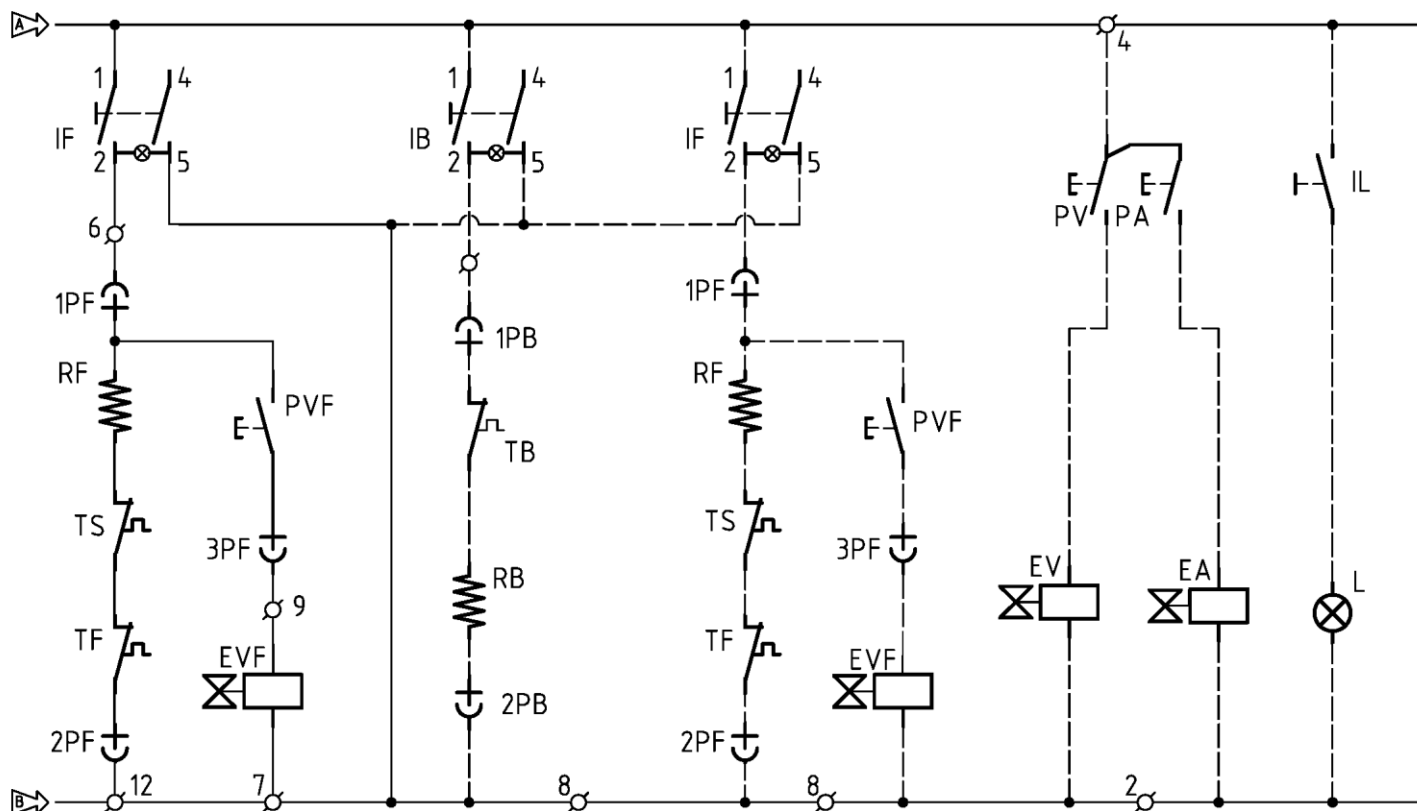 A
4
1 4 1 4 1 4
IF IB IF
2 5 2 5 2 5
PV PA IL
6
1PF 1PF
1PB
RF RF
PVF PVF
TB
TS TS
3PF 3PF
RB EV EA L
9
TF TF
EVF EVF
2PB
2PF 2PF
12 7 8 8 2
B